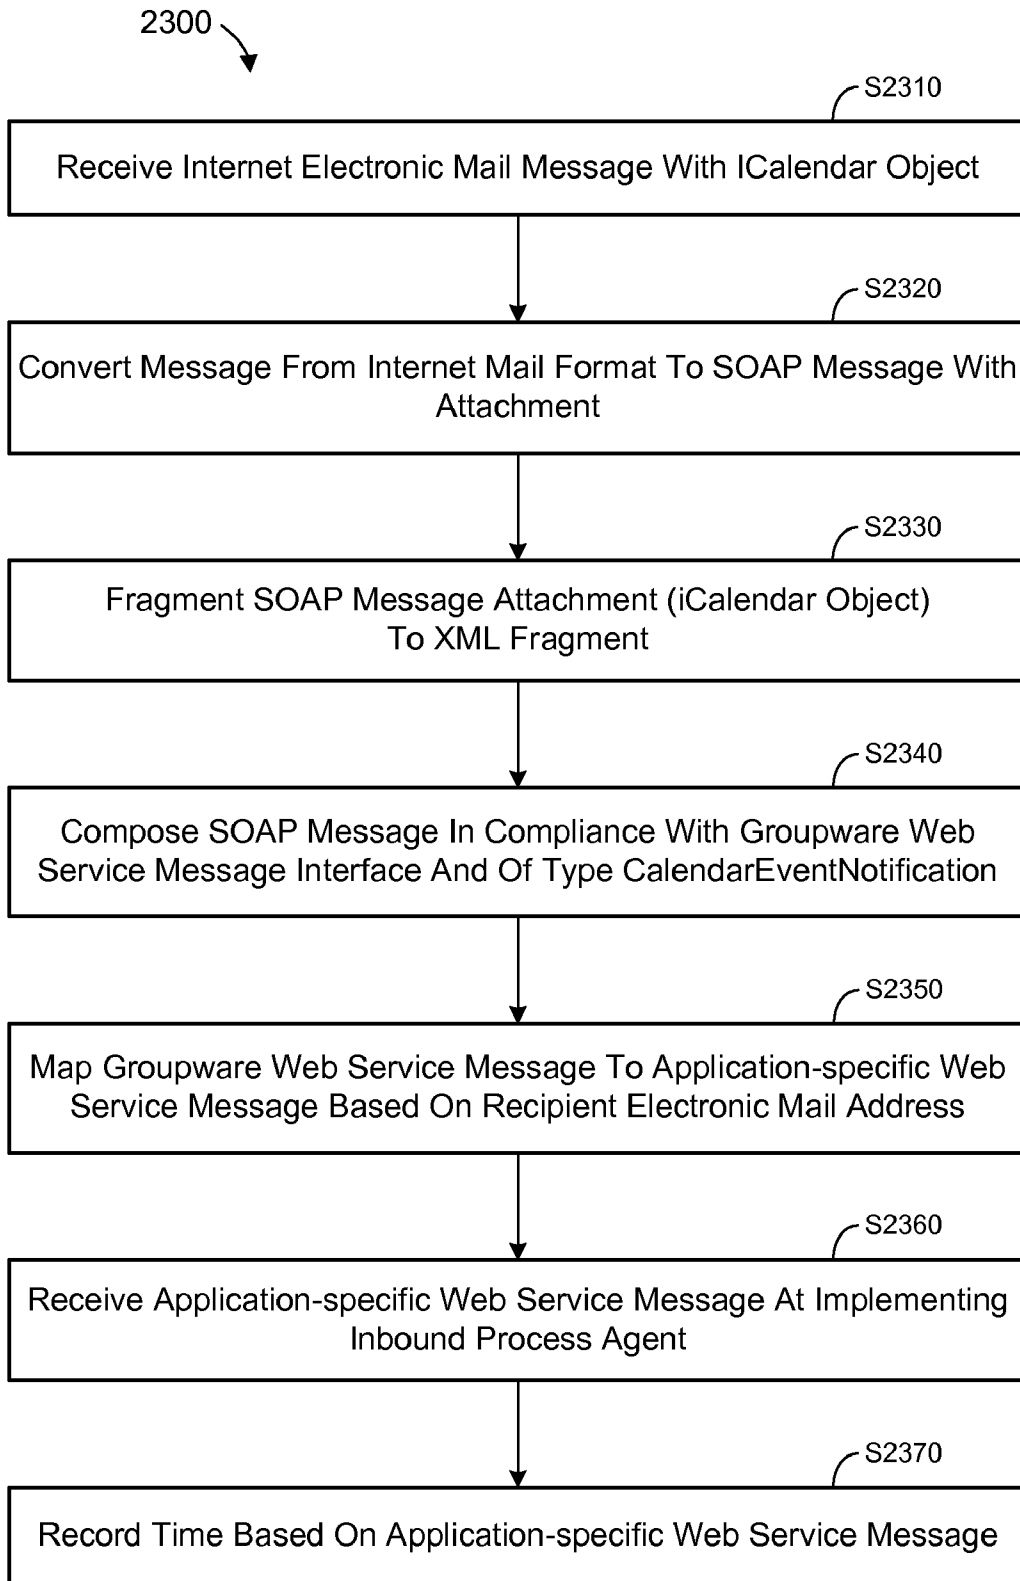 2300
S2310
Receive Internet Electronic Mail Message With ICalendar Object
S2320
Convert Message From Internet Mail Format To SOAP Message With
Attachment
S2330
Fragment SOAP Message Attachment (iCalendar Object)
To XML Fragment
S2340
Compose SOAP Message In Compliance With Groupware Web
Service Message Interface And Of Type CalendarEventNotification
S2350
Map Groupware Web Service Message To Application-specific Web
Service Message Based On Recipient Electronic Mail Address
S2360
Receive Application-specific Web Service Message At Implementing
Inbound Process Agent
S2370
Record Time Based On Application-specific Web Service Message